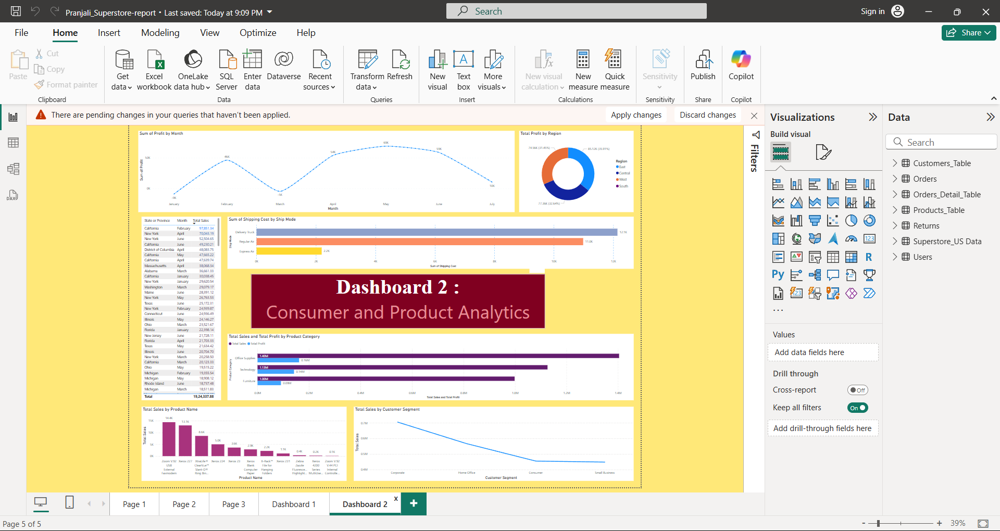 Pranjali_Superstore-report • Last saved: Today at 9:09 PM
Search
Sign in
File Home Insert Modeling View Optimize Help
Share
Paste
Cut
Copy
Format painter
Clipboard
Get data
Excel workbook
OneLake data hub
SQL Server
Enter data
Dataverse
Recent sources
Data
Transform data
Refresh
Queries
New visual
Text box
More visuals
Insert
New visual calculation
New measure
Quick measure
Calculations
Sensitivity
Sensitivity
Publish
Share
Copilot
Copilot
There are pending changes in your queries that haven't been applied.
Apply changes
Discard changes
Sum of Profit by Month
Sum of Profit
50K
0K
-9K
46K
-5K
54K
69K
59K
10K
January February March April May June July
Month
Total Profit by Region
74.56K (31.45%)
85.12K (35.91%)
77.36K (32.64%)
Region
East
Central
West
South
State or Province Month Total Sales
California February 97,851.34
New York April 70,043.19
New York June 52,504.65
California June 49,230.21
District of Columbia April 48,083.75
California May 47,665.22
California April 47,639.74
Massachusetts April 38,068.34
Alabama March 36,661.33
California January 30,038.45
New York January 29,620.54
Washington March 29,079.17
Maine June 28,391.12
New York May 26,763.53
Texas June 25,172.31
New York February 24,939.87
Connecticut June 24,936.49
Illinois May 24,146.27
Ohio March 23,521.67
Florida January 22,398.14
New Jersey June 21,728.11
Florida April 21,703.33
Texas May 21,634.42
Illinois June 20,704.70
New York March 20,258.50
California March 20,123.33
Ohio May 19,515.22
Michigan February 19,355.54
Michigan May 18,908.12
Rhode Island June 18,737.48
Michigan March 18,511.83
Total 19,24,337.88
Sum of Shipping Cost by Ship Mode
Ship Mode
Delivery Truck 12.1K
Regular Air 11.0K
Express Air 2.2K
0K 2K 4K 6K 8K 10K 12K
Sum of Shipping Cost
Dashboard 2 :
Consumer and Product Analytics
Total Sales and Total Profit by Product Category
Total Sales Total Profit
Product Category
Office Supplies 1.40M 0.16M
Technology 1.13M 0.14M
Furniture 1.00M 0.09M
0.0M 0.2M 0.4M 0.6M 0.8M 1.0M 1.2M 1.4M
Total Sales and Total Profit
Total Sales by Product Name
Total Sales
15K
10K
5K
0K
14.4K 13.1K 8.6K 5.0K 3.6K 2.9K 2.2K 1.1K 0.4K 0.2K 0.1K
Zoom V.92 USB External Faxmodem
Xerox 227
XtraLife® ClearVue™ Slant-D® Ring Bin...
Xerox 224
Xerox 23
Xerox Blank Computer Paper
X-Rack™ File for Hanging Folders
Xerox 231
Zebra Zazzle Fluoresce... Highlight...
Xerox 4200 Series MultiUse...
Zoom V.92 V.44 PCI Internal Controlle...
Product Name
Total Sales by Customer Segment
Total Sales
0.7M
0.6M
0.5M
0.4M
Corporate Home Office Consumer Small Business
Customer Segment
Filters
Visualizations
Build visual
Values
Add data fields here
Drill through
Cross-report Off
Keep all filters On
Add drill-through fields here
Data
Search
Customers_Table
Orders
Orders_Detail_Table
Products_Table
Returns
Superstore_US Data
Users
Page 1 Page 2 Page 3 Dashboard 1 Dashboard 2 x +
Page 5 of 5
- + 39%